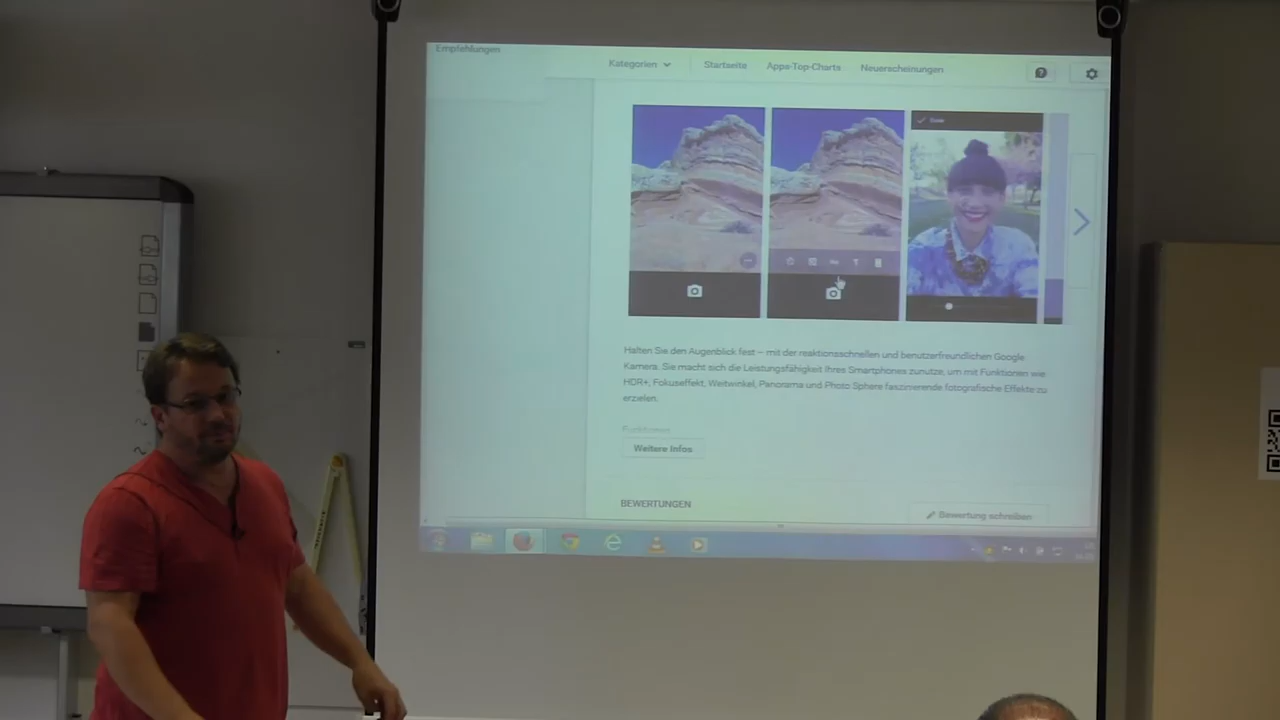 Empfehlungen
Kategorien
Startseite
Apps-Top-Charts
Neuerscheinungen
Halten Sie den Augenblick fest – mit der reaktionsschnellen und benutzerfreundlichen Google
Kamera. Sie macht sich die Leistungsfähigkeit Ihres Smartphones zunutze, um mit Funktionen wie
HDR+, Fokuseffekt, Weitwinkel, Panorama und Photo Sphere faszinierende fotografische Effekte zu
erzielen.
Funktionen
Weitere Infos
BEWERTUNGEN
Bewertung schreiben